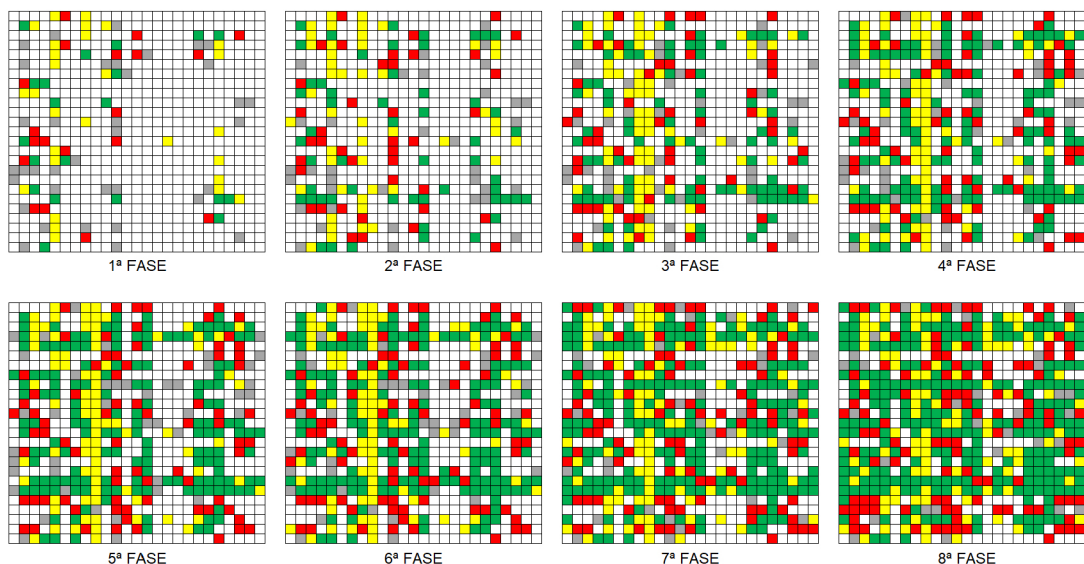 1ª FASE
2ª FASE
3ª FASE
4ª FASE
5ª FASE
6ª FASE
7ª FASE
8ª FASE